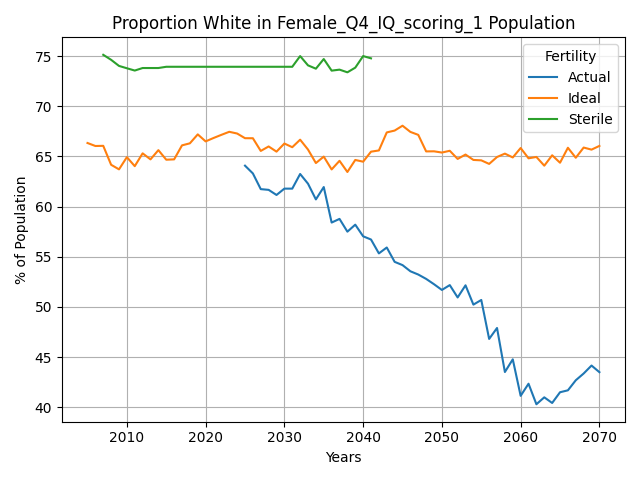 Proportion White in Female_Q4_IQ_scoring_1 Population
Fertility
Actual
Ideal
Sterile
% of Population
75
70
65
60
55
50
45
40
2010 2020 2030 2040 2050 2060 2070
Years